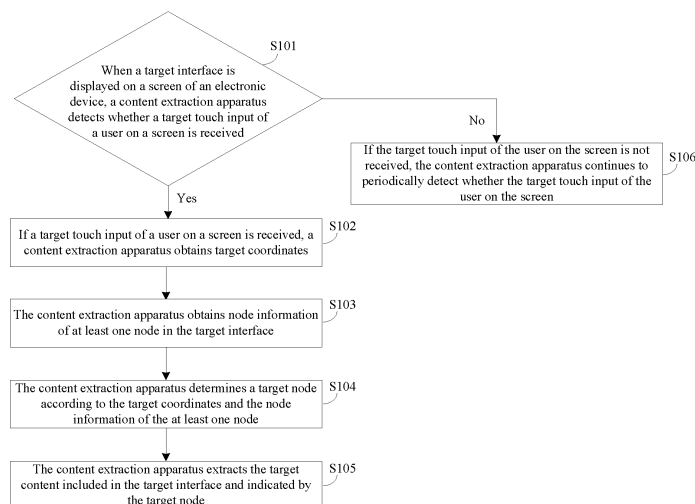 S101
When a target interface is
displayed on a screen of an electronic
device, a content extraction apparatus
detects whether a target touch input of
a user on a screen is received
No
Yes
S106
If the target touch input of the user on the screen is not
received, the content extraction apparatus continues to
periodically detect whether the target touch input of the
user on the screen
S102
If a target touch input of a user on a screen is received, a
content extraction apparatus obtains target coordinates
S103
The content extraction apparatus obtains node information
of at least one node in the target interface
S104
The content extraction apparatus determines a target node
according to the target coordinates and the node
information of the at least one node
S105
The content extraction apparatus extracts the target
content included in the target interface and indicated by
the target node